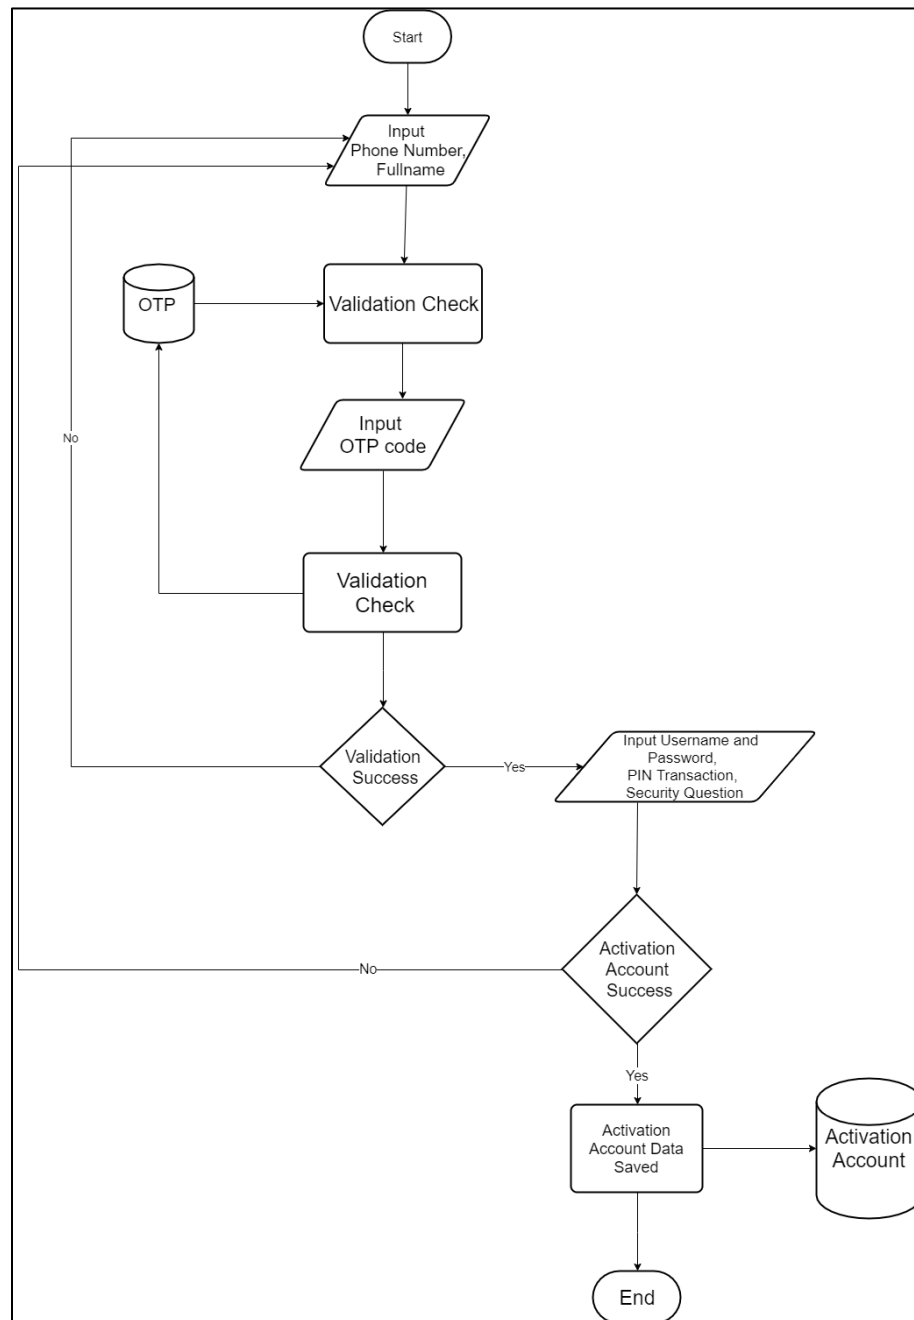 Start
Input
Phone Number,
Fullname
OTP
Validation Check
Input
OTP code
No
Validation
Check
Validation
Success
Yes
Input Username and
Password,
PIN Transaction,
Security Question
Activation
Account
Success
No
Yes
Activation
Account Data
Saved
Activation
Account
End